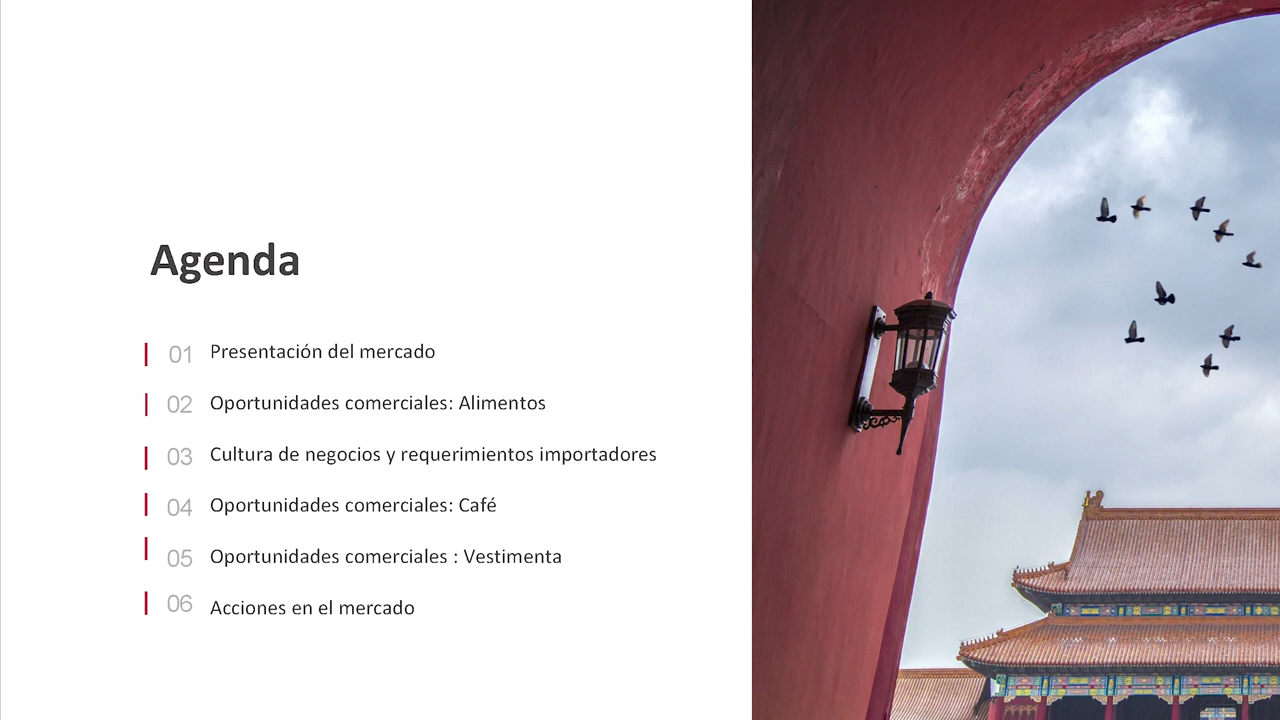 Agenda
01 Presentación del mercado
02 Oportunidades comerciales: Alimentos
03 Cultura de negocios y requerimientos importadores
04 Oportunidades comerciales: Café
05 Oportunidades comerciales : Vestimenta
06 Acciones en el mercado